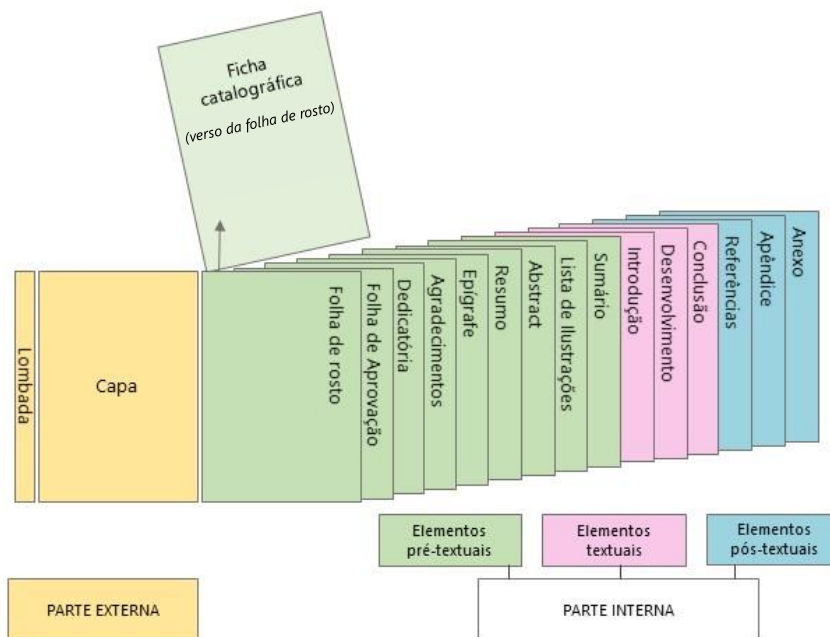 Ficha
catalográfica
(verso da folha de rosto)
Lombada
Capa
Folha de rosto
Folha de Aprovação
Dedicatória
Agradecimentos
Epígrafe
Resumo
Abstract
Lista de Ilustrações
Sumário
Introdução
Desenvolvimento
Conclusão
Referências
Apêndice
Anexo
Elementos
pré-textuais
Elementos
textuais
Elementos
pós-textuais
PARTE EXTERNA
PARTE INTERNA